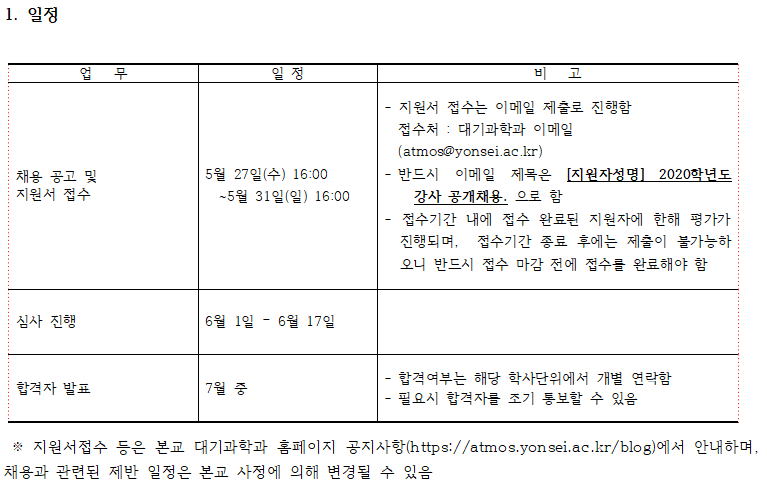 1. 일정
업 무
일 정
비 고
채용 공고 및
지원서 접수
5월 27일(수) 16:00
~5월 31일(일) 16:00
- 지원서 접수는 이메일 제출로 진행함
접수처 : 대기과학과 이메일
(atmos@yonsei.ac.kr)
- 반드시 이메일 제목은 [지원자성명] 2020학년도
강사 공개채용. 으로 함
- 접수기간 내에 접수 완료된 지원자에 한해 평가가
진행되며, 접수기간 종료 후에는 제출이 불가능하
오니 반드시 접수 마감 전에 접수를 완료해야 함
심사 진행
6월 1일 - 6월 17일
합격자 발표
7월 중
- 합격여부는 해당 학사단위에서 개별 연락함
- 필요시 합격자를 조기 통보할 수 있음
※ 지원서접수 등은 본교 대기과학과 홈페이지 공지사항(https://atmos.yonsei.ac.kr/blog)에서 안내하며,
채용과 관련된 제반 일정은 본교 사정에 의해 변경될 수 있음